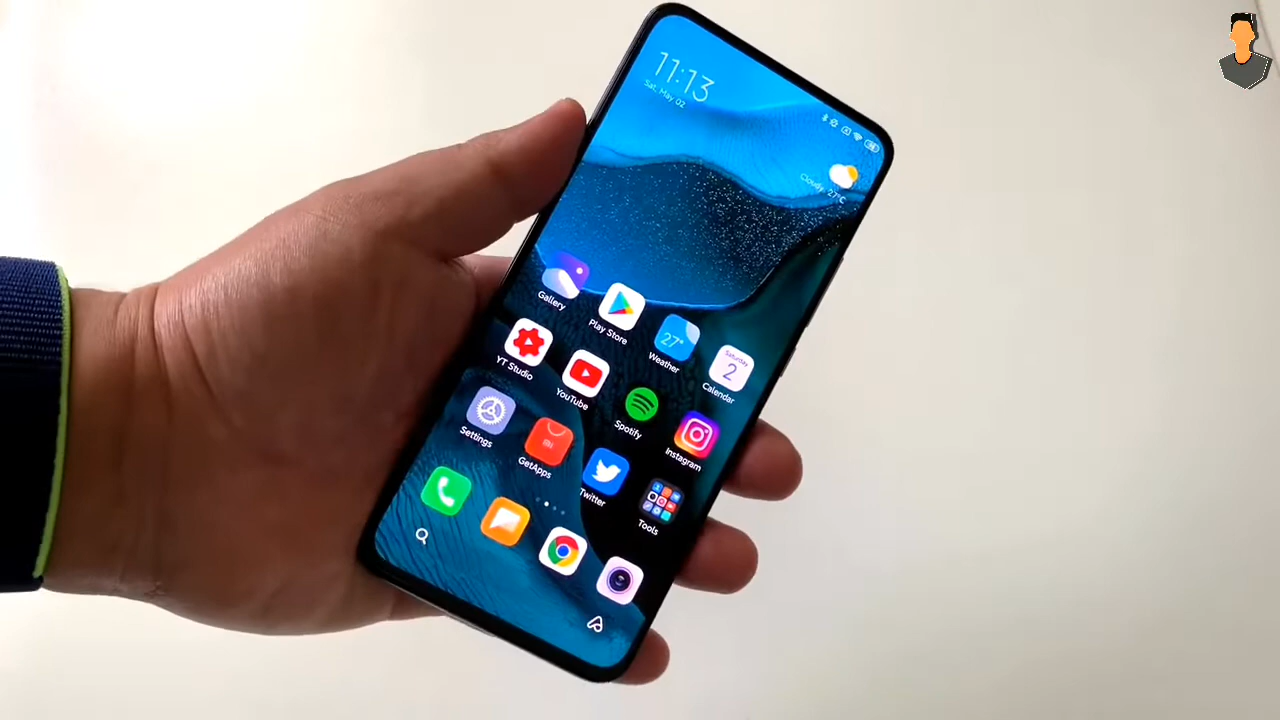 11:13
Sat, May 02
Cloudy 27°C
Gallery
Play Store
27°
Weather
Saturday
2
Calendar
YT Studio
YouTube
Spotify
Instagram
Settings
MI
GetApps
Twitter
Tools